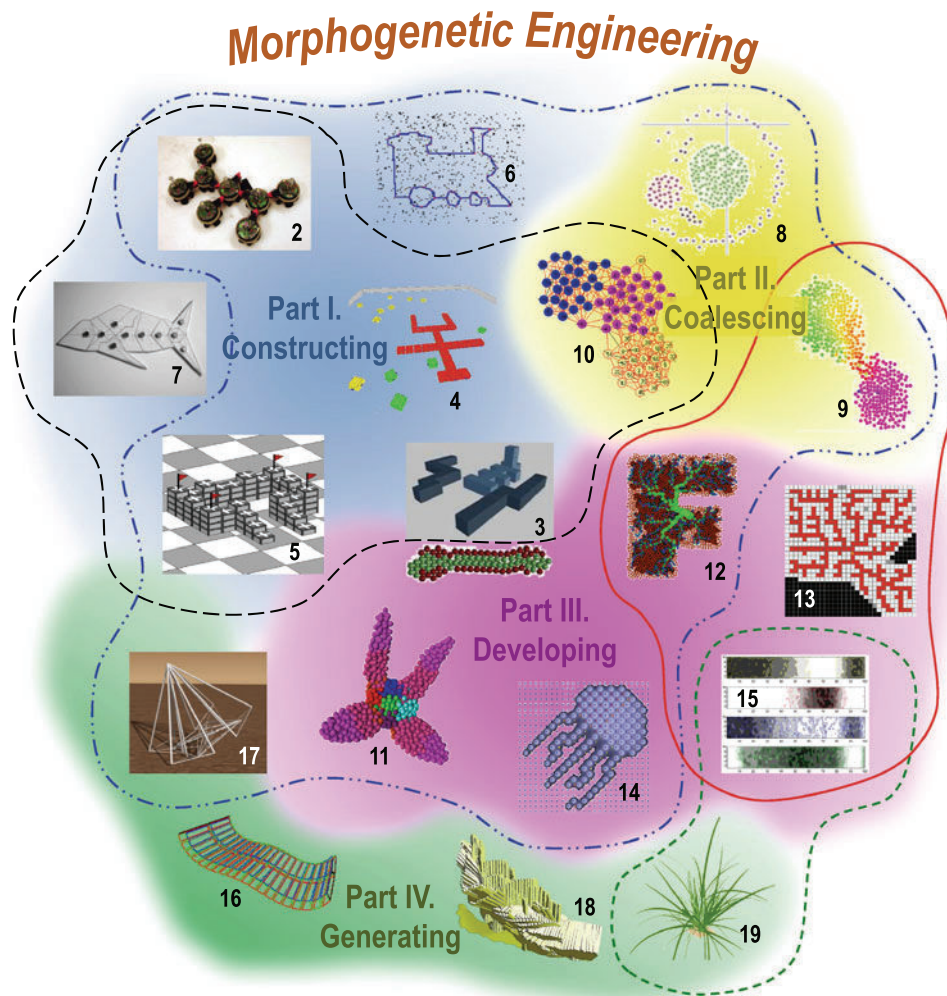 Morphogenetic Engineering
6
8
2
Part II.
Coalescing
Part I.
Constructing
10
7
4
9
3
5
12
13
Part III.
Developing
15
17
11
14
16
18
Part IV.
Generating
19